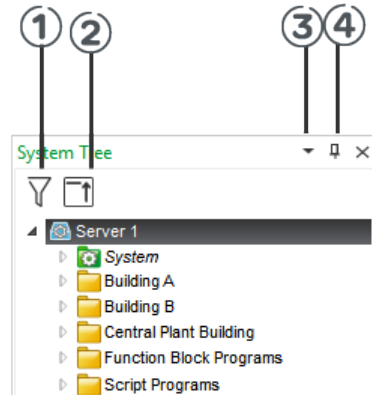 1 2 3 4
System Tree
Server 1
System
Building A
Building B
Central Plant Building
Function Block Programs
Script Programs